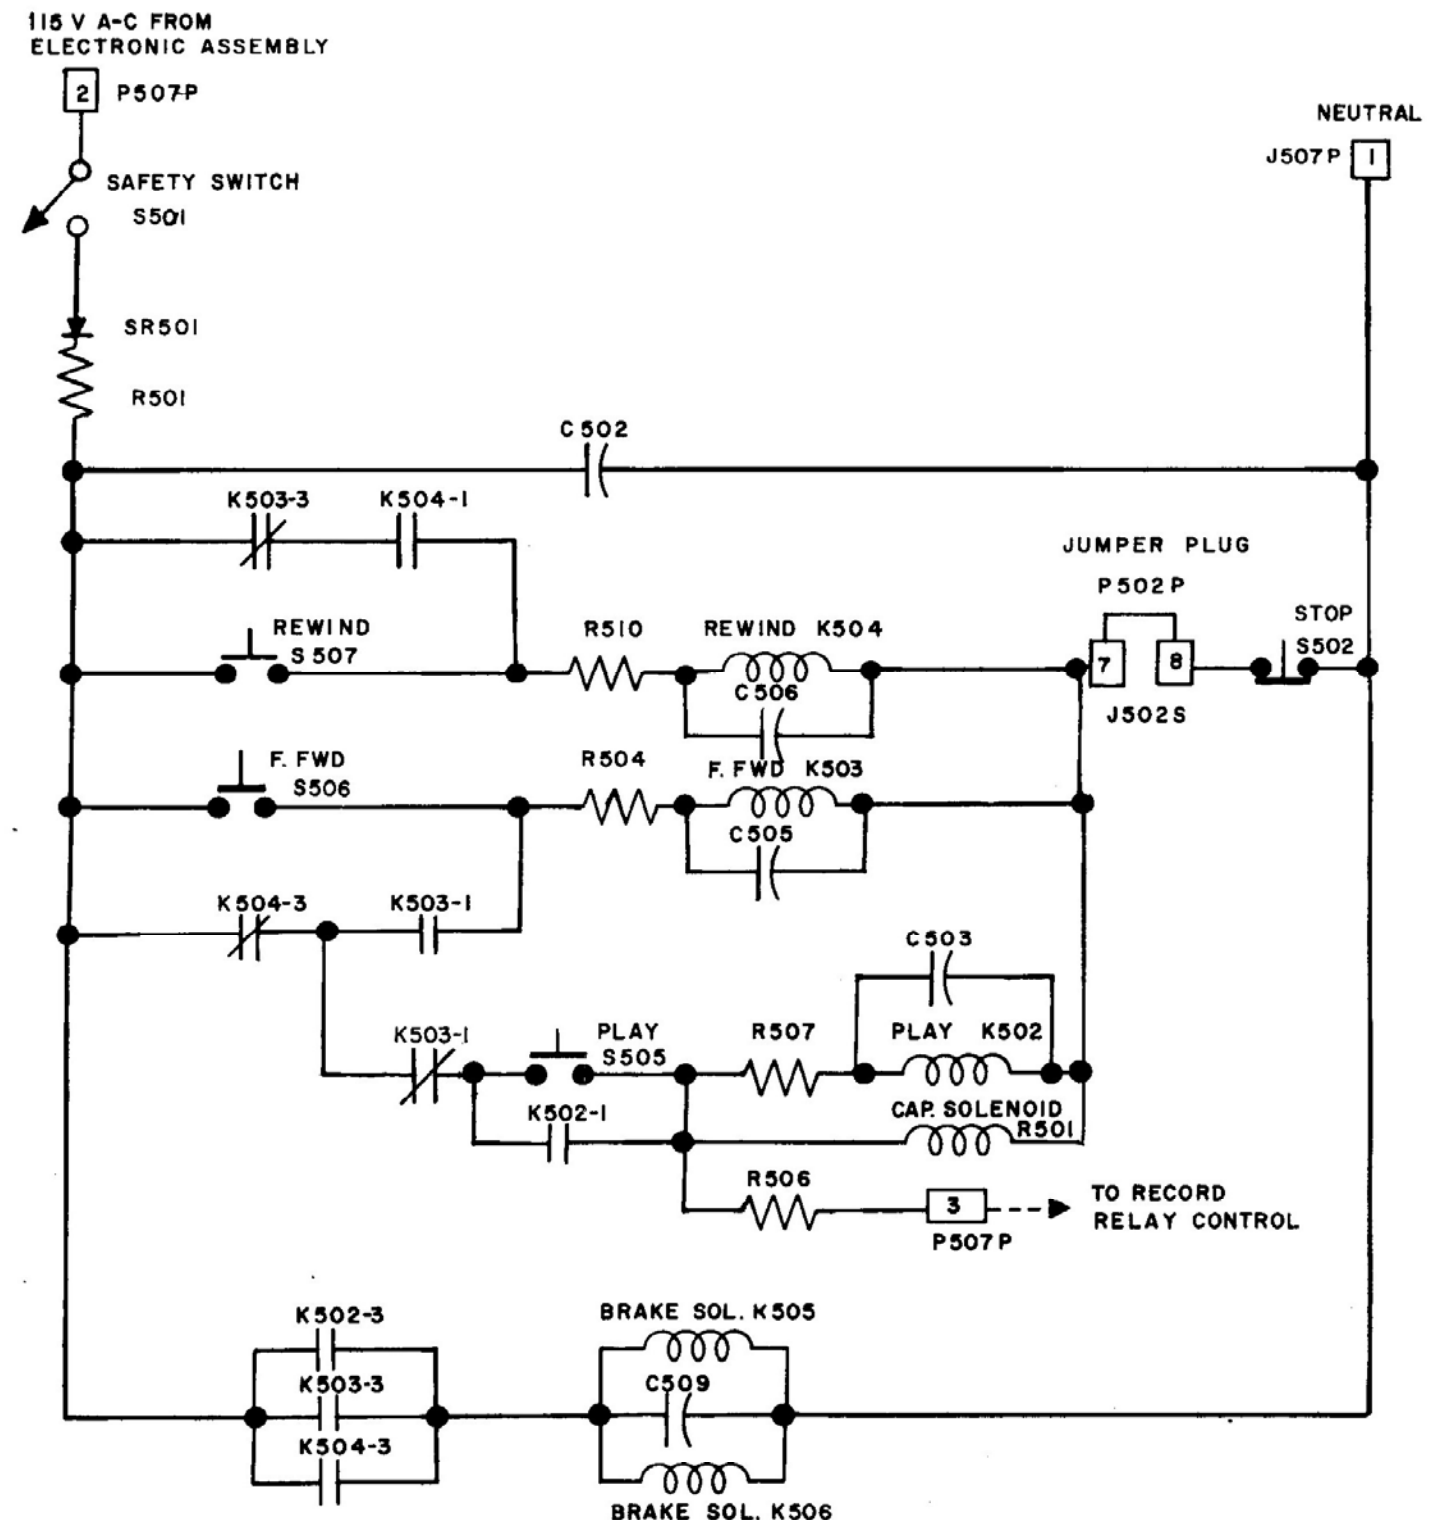 115 V A-C FROM
ELECTRONIC ASSEMBLY
2 P507P
NEUTRAL
J507P 1
SAFETY SWITCH
S501
SR501
R501
C502
K503-3 K504-1
JUMPER PLUG
P502P
STOP
S502
7 8
J502S
REWIND
S507
R510
REWIND K504
C506
F. FWD
S506
R504
F. FWD K503
C505
K504-3
K503-1
C503
K503-1
PLAY
S505
R507
PLAY K502
K502-1
CAP. SOLENOID
R501
R506
3
P507P
TO RECORD
RELAY CONTROL
K502-3
K503-3
K504-3
BRAKE SOL. K505
C509
BRAKE SOL. K506